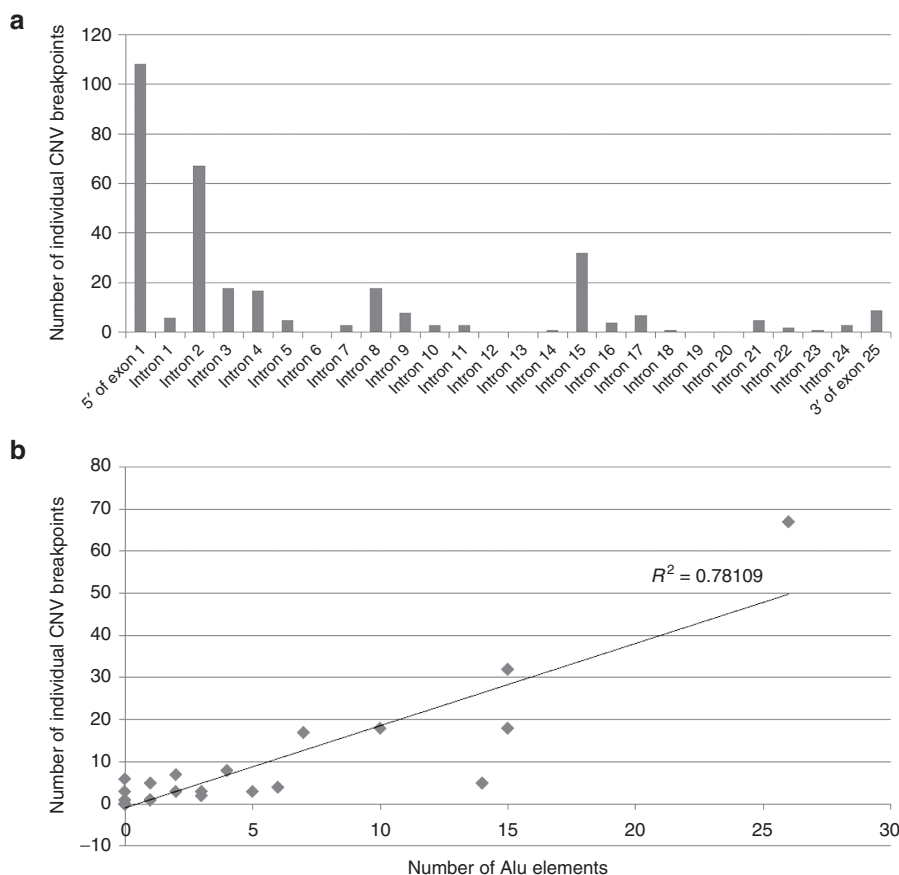 a
Number of individual CNV breakpoints
120
100
80
60
40
20
0
5′ of exon 1
Intron 1
Intron 2
Intron 3
Intron 4
Intron 5
Intron 6
Intron 7
Intron 8
Intron 9
Intron 10
Intron 11
Intron 12
Intron 13
Intron 14
Intron 15
Intron 16
Intron 17
Intron 18
Intron 19
Intron 20
Intron 21
Intron 22
Intron 23
Intron 24
3′ of exon 25
b
Number of individual CNV breakpoints
80
70
60
50
40
30
20
10
0
−10
R² = 0.78109
0 5 10 15 20 25 30
Number of Alu elements